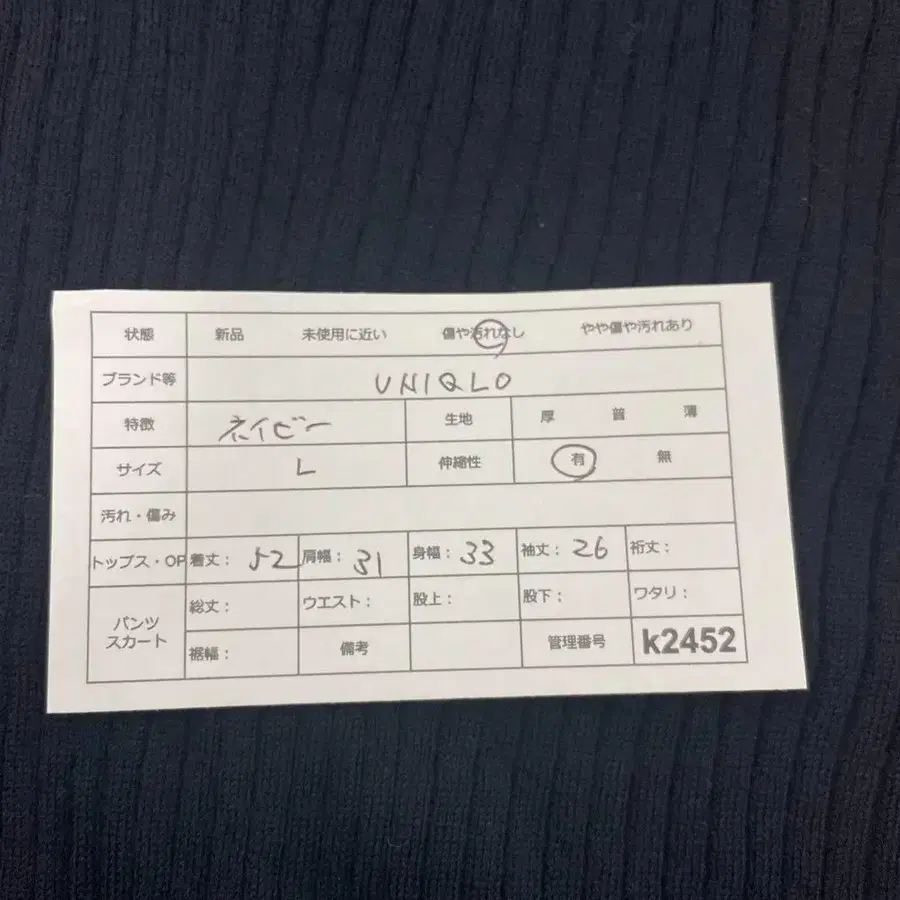 状態 新品 未使用に近い 傷や汚れなし やや傷や汚れあり
ブランド等 UNIQLO
特徴 ネイビー 生地 厚 普 薄
サイズ L 伸縮性 有 無
汚れ・傷み
トップス・OP 着丈： 52 肩幅： 31 身幅： 33 袖丈： 26 裄丈：
パンツ
スカート
総丈： ウエスト： 股上： 股下： ワタリ：
裾幅： 備考 管理番号 k2452